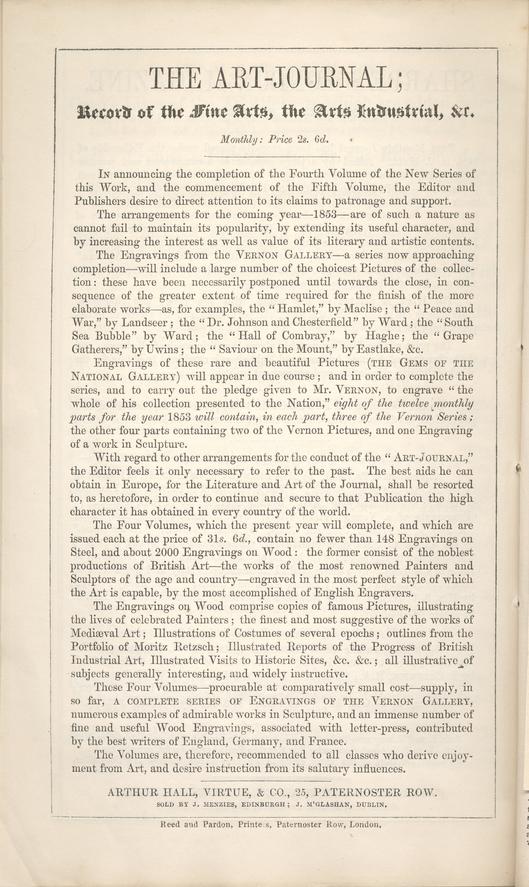 THE ART-JOURNAL;
Record of the Fine Arts, the Arts Industrial, &c.
Monthly: Price 2s. 6d.
In announcing the completion of the Fourth Volume of the New Series of
this Work, and the commencement of the Fifth Volume, the Editor and
Publishers desire to direct attention to its claims to patronage and support.
The arrangements for the coming year—1853—are of such a nature as
cannot fail to maintain its popularity, by extending its useful character, and
by increasing the interest as well as value of its literary and artistic contents.
The Engravings from the VERNON GALLERY—a series now approaching
completion—will include a large number of the choicest Pictures of the collec-
tion: these have been necessarily postponed until towards the close, in con-
sequence of the greater extent of time required for the finish of the more
elaborate works—as, for examples, the "Hamlet," by Maclise; the "Peace and
War," by Landseer; the "Dr. Johnson and Chesterfield" by Ward; the "South
Sea Bubble" by Ward; the "Hall of Combray," by Haghe; the "Grape
Gatherers," by Uwins; the "Saviour on the Mount," by Eastlake, &c.
Engravings of these rare and beautiful Pictures (THE GEMS OF THE
NATIONAL GALLERY) will appear in due course; and in order to complete the
series, and to carry out the pledge given to Mr. VERNON, to engrave "the
whole of his collection presented to the Nation," eight of the twelve monthly
parts for the year 1853 will contain, in each part, three of the Vernon Series;
the other four parts containing two of the Vernon Pictures, and one Engraving
of a work in Sculpture.
With regard to other arrangements for the conduct of the "ART-JOURNAL,"
the Editor feels it only necessary to refer to the past. The best aids he can
obtain in Europe, for the Literature and Art of the Journal, shall be resorted
to, as heretofore, in order to continue and secure to that Publication the high
character it has obtained in every country of the world.
The Four Volumes, which the present year will complete, and which are
issued each at the price of 31s. 6d., contain no fewer than 148 Engravings on
Steel, and about 2000 Engravings on Wood: the former consist of the noblest
productions of British Art—the works of the most renowned Painters and
Sculptors of the age and country—engraved in the most perfect style of which
the Art is capable, by the most accomplished of English Engravers.
The Engravings on Wood comprise copies of famous Pictures, illustrating
the lives of celebrated Painters; the finest and most suggestive of the works of
Mediæval Art; Illustrations of Costumes of several epochs; outlines from the
Portfolio of Moritz Retzsch; Illustrated Reports of the Progress of British
Industrial Art, Illustrated Visits to Historic Sites, &c. &c.; all illustrative of
subjects generally interesting, and widely instructive.
These Four Volumes—procurable at comparatively small cost—supply, in
so far, A COMPLETE SERIES OF ENGRAVINGS OF THE VERNON GALLERY,
numerous examples of admirable works in Sculpture, and an immense number of
fine and useful Wood Engravings, associated with letter-press, contributed
by the best writers of England, Germany, and France.
The Volumes are, therefore, recommended to all classes who derive enjoy-
ment from Art, and desire instruction from its salutary influences.
ARTHUR HALL, VIRTUE, & CO., 25, PATERNOSTER ROW.
SOLD BY J. MENZIES, EDINBURGH; J. M'GLASHAN, DUBLIN.
Reed and Pardon, Printers, Paternoster Row, London.